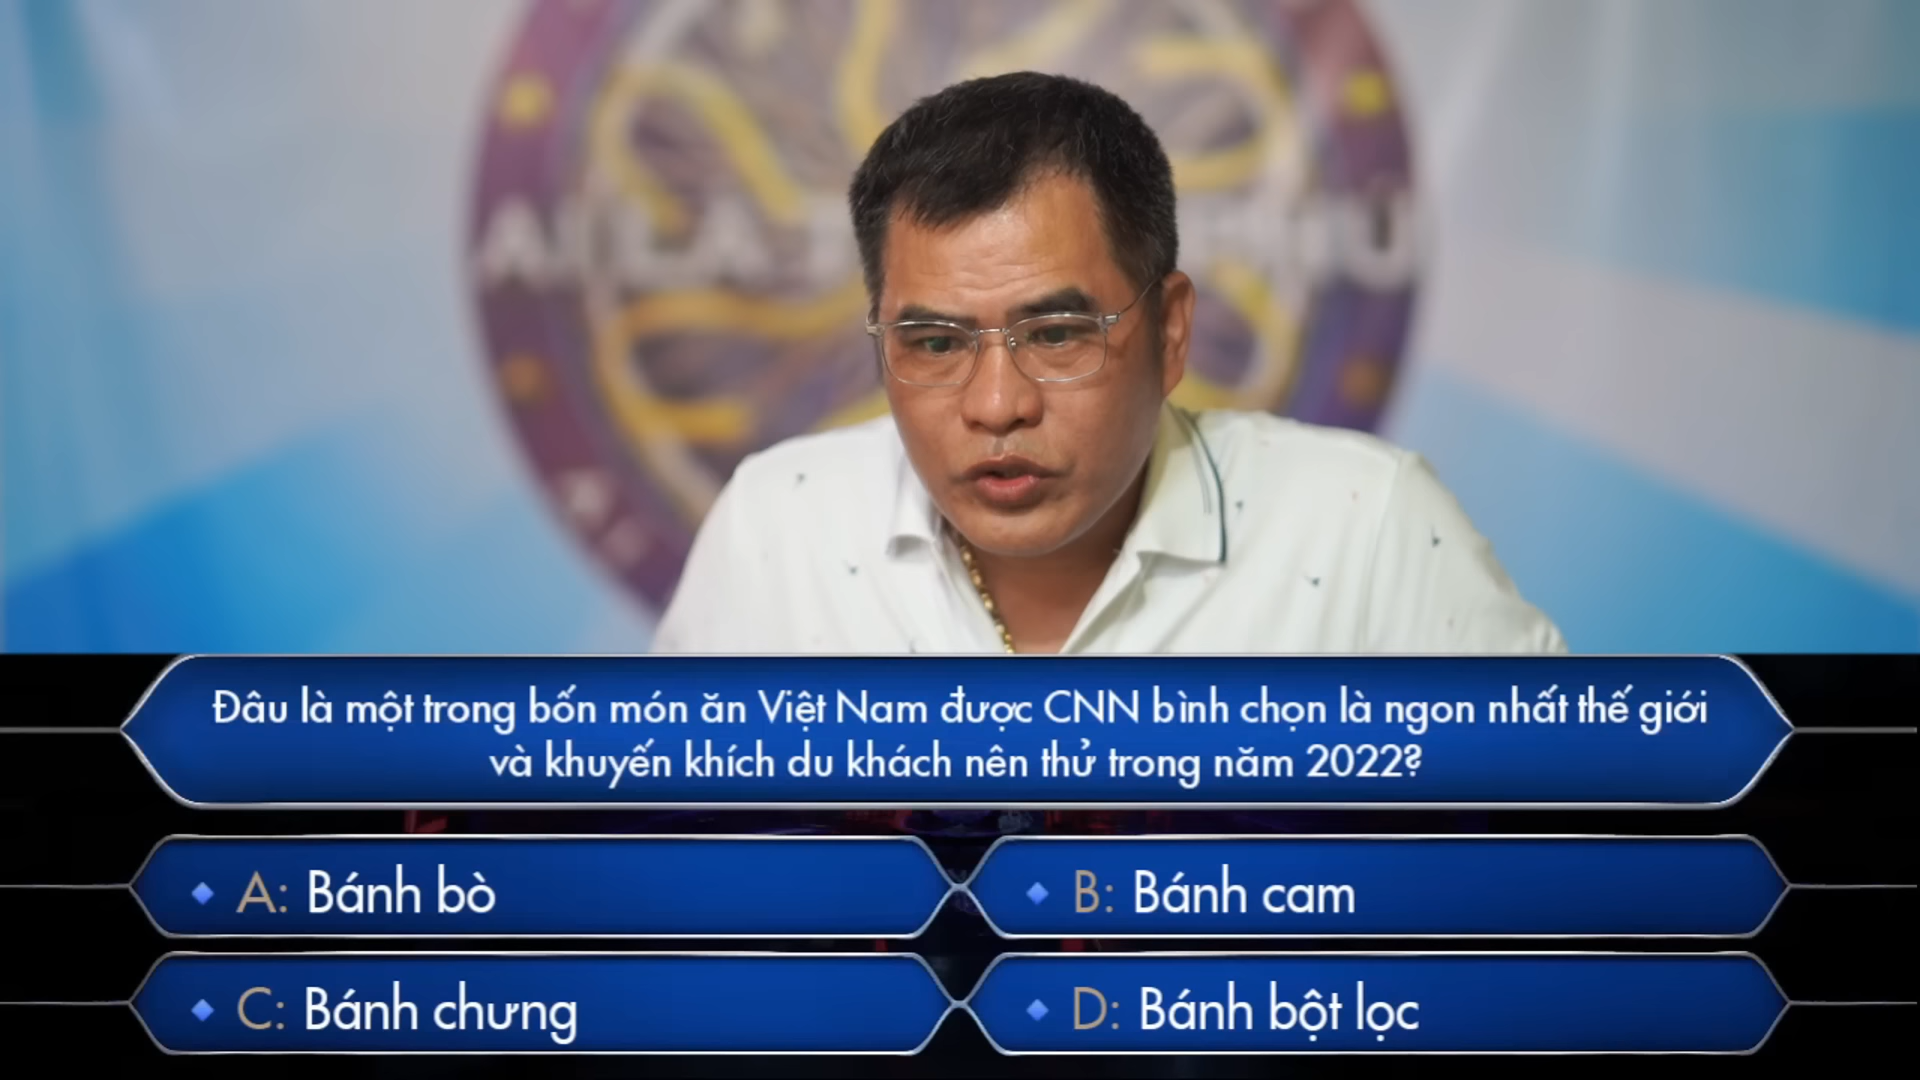 Đâu là một trong bốn món ăn Việt Nam được CNN bình chọn là ngon nhất thế giới
và khuyến khích du khách nên thử trong năm 2022?
A: Bánh bò
B: Bánh cam
C: Bánh chưng
D: Bánh bột lọc